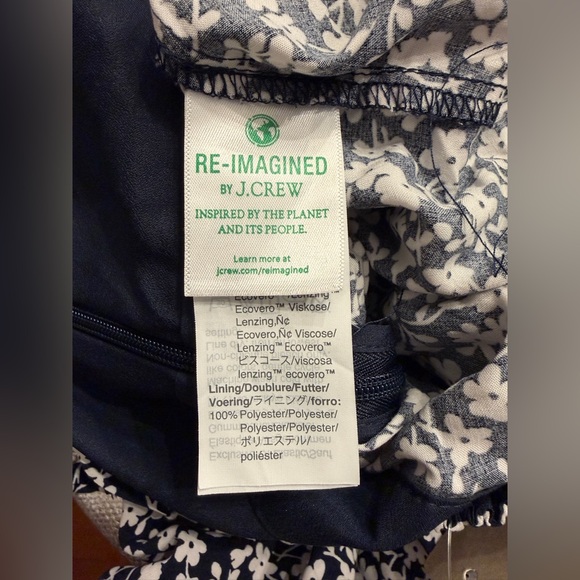 RE-IMAGINED
BY J.CREW
INSPIRED BY THE PLANET
AND ITS PEOPLE.
Learn more at
jcrew.com/reimagined
Ecovero™/Lenzing
Ecovero™ Viskose/
Lenzing‚Ñ¢
Ecovero‚Ñ¢ Viscose/
Lenzing™ Ecovero™
ビスコース/viscosa
lenzing™ ecovero™
Lining/Doublure/Futter/
Voering/ライニング/forro:
100% Polyester/Polyester/
Polyester/Polyester/
ポリエステル/
poliéster